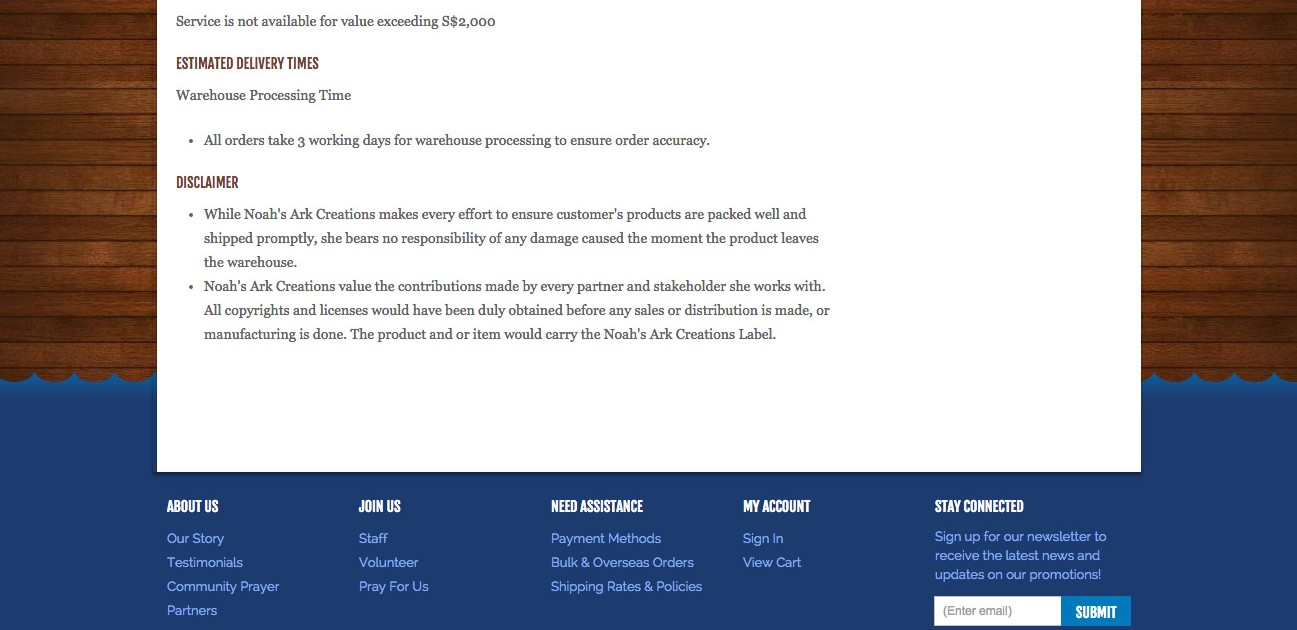 Service is not available for value exceeding S$2,000
ESTIMATED DELIVERY TIMES
Warehouse Processing Time
• All orders take 3 working days for warehouse processing to ensure order accuracy.
DISCLAIMER
• While Noah's Ark Creations makes every effort to ensure customer's products are packed well and
shipped promptly, she bears no responsibility of any damage caused the moment the product leaves
the warehouse.
• Noah's Ark Creations value the contributions made by every partner and stakeholder she works with.
All copyrights and licenses would have been duly obtained before any sales or distribution is made, or
manufacturing is done. The product and or item would carry the Noah's Ark Creations Label.
ABOUT US
Our Story
Testimonials
Community Prayer
Partners
JOIN US
Staff
Volunteer
Pray For Us
NEED ASSISTANCE
Payment Methods
Bulk & Overseas Orders
Shipping Rates & Policies
MY ACCOUNT
Sign In
View Cart
STAY CONNECTED
Sign up for our newsletter to
receive the latest news and
updates on our promotions!
(Enter email)
SUBMIT